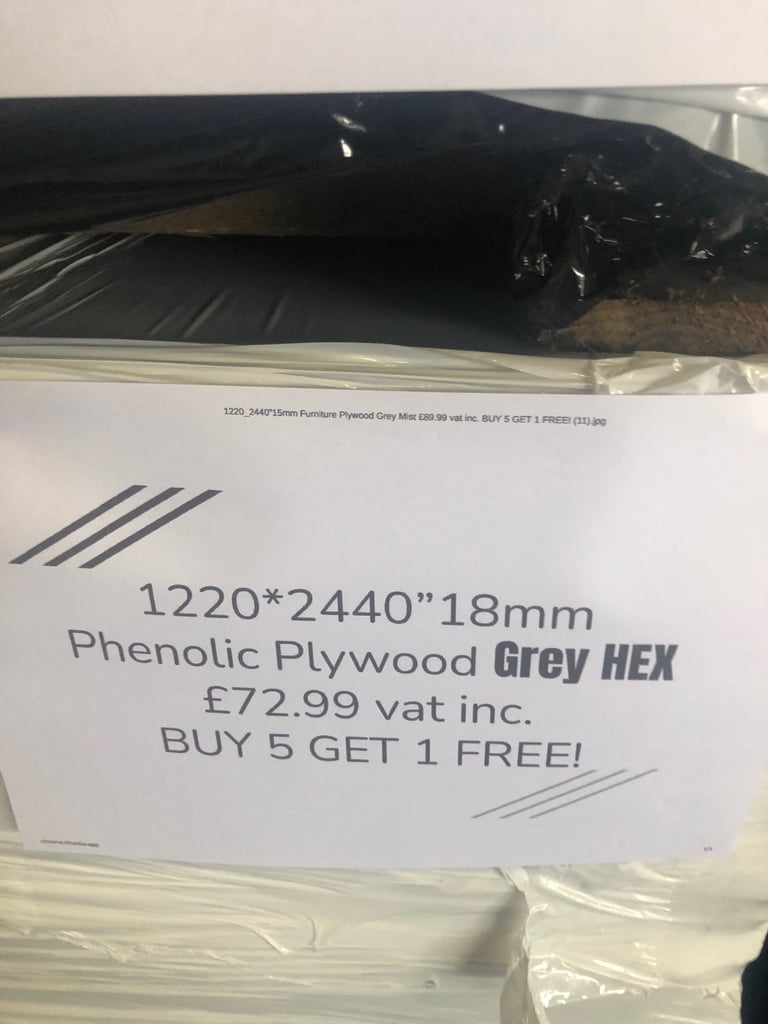 1220_2440"15mm Furniture Plywood Grey Mist £89.99 vat inc. BUY 5 GET 1 FREE! (11).jpg
1220*2440”18mm
Phenolic Plywood Grey HEX
£72.99 vat inc.
BUY 5 GET 1 FREE!